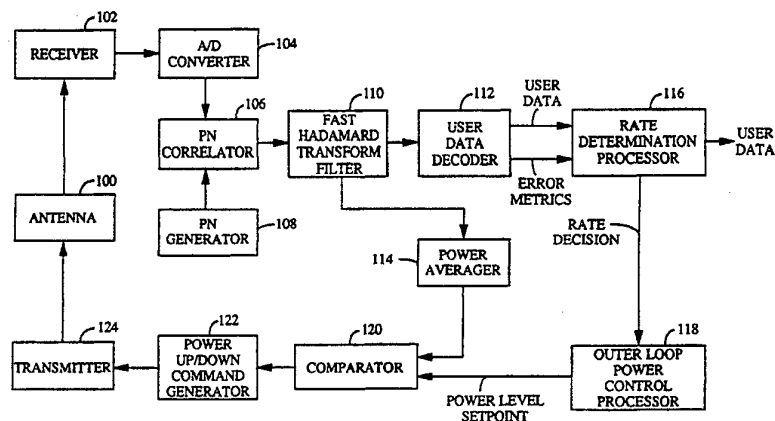 102
RECEIVER
A/D
CONVERTER
104
106
PN
CORRELATOR
PN
GENERATOR
108
110
FAST
HADAMARD
TRANSFORM
FILTER
112
USER
DATA
DECODER
USER
DATA
ERROR
METRICS
116
RATE
DETERMINATION
PROCESSOR
USER
DATA
100
ANTENNA
114
POWER
AVERAGER
RATE
DECISION
124
TRANSMITTER
122
POWER
UP/DOWN
COMMAND
GENERATOR
120
COMPARATOR
POWER LEVEL
SETPOINT
118
OUTER LOOP
POWER
CONTROL
PROCESSOR